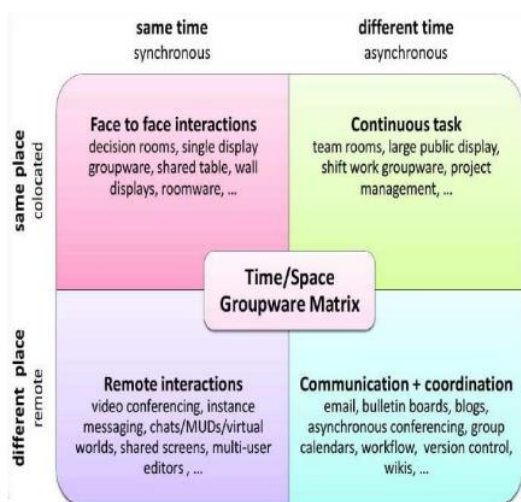 same time
synchronous
different time
asynchronous
same place
colocated
Face to face interactions
decision rooms, single display
groupware, shared table, wall
displays, roomware, ...
Continuous task
team rooms, large public display,
shift work groupware, project
management, ...
Time/Space
Groupware Matrix
different place
remote
Remote interactions
video conferencing, instance
messaging, chats/MUDs/virtual
worlds, shared screens, multi-user
editors , ...
Communication + coordination
email, bulletin boards, blogs,
asynchronous conferencing, group
calendars, workflow, version control,
wikis, ...